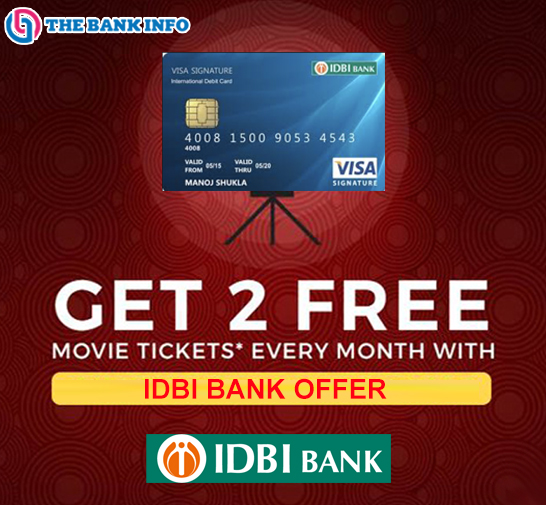 THE BANK INFO
VISA SIGNATURE
International Debit Card
IDBI BANK
4008 1500 9053 4543
4008
VALID FROM 05/15 VALID THRU 05/20
MANOJ SHUKLA
VISA
SIGNATURE
GET 2 FREE
MOVIE TICKETS* EVERY MONTH WITH
IDBI BANK OFFER
IDBI BANK